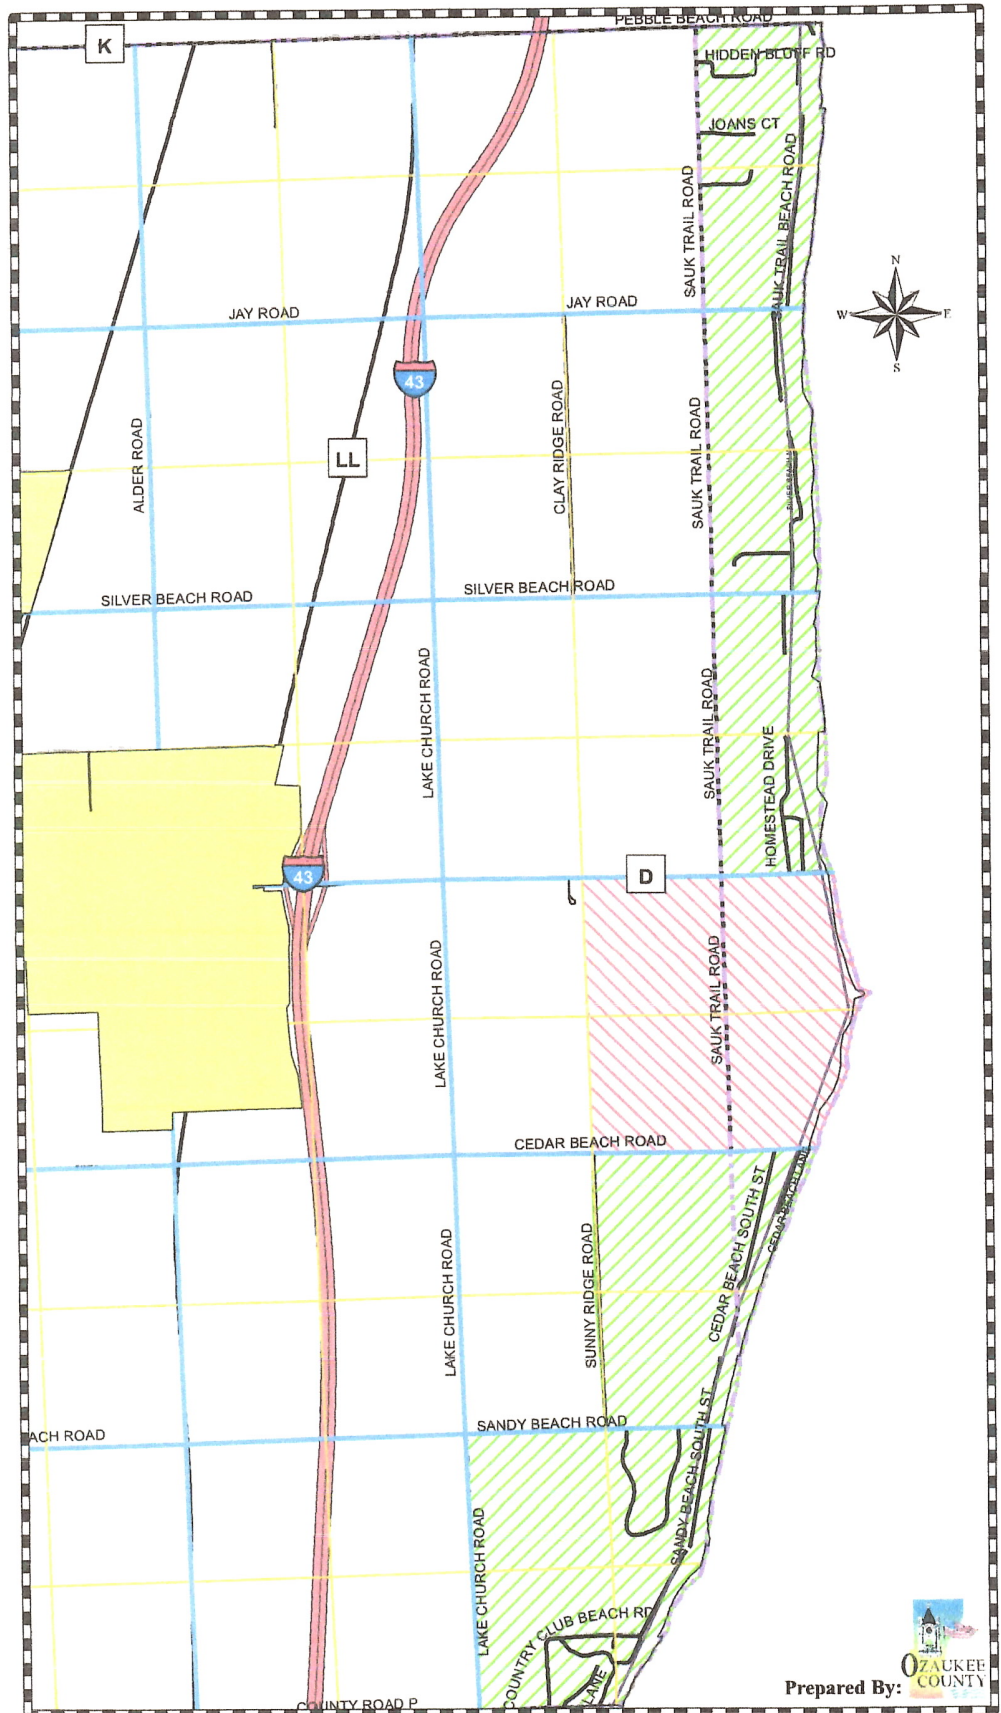 PEBBLE BEACH ROAD
K
HIDDEN BLUFF RD
JOANS CT
SAUK TRAIL ROAD
SAUK TRAIL BEACH ROAD
N
W E
S
JAY ROAD
JAY ROAD
43
ALDER ROAD
LL
CLAY RIDGE ROAD
SAUK TRAIL ROAD
SILVER BEACH ROAD
SILVER BEACH ROAD
LAKE CHURCH ROAD
SAUK TRAIL ROAD
HOMESTEAD DRIVE
43
D
LAKE CHURCH ROAD
SAUK TRAIL ROAD
CEDAR BEACH ROAD
CEDAR BEACH SOUTH ST
CEDAR BEACH LANE
LAKE CHURCH ROAD
SUNNY RIDGE ROAD
ACH ROAD
SANDY BEACH ROAD
SANDY BEACH SOUTH ST
LAKE CHURCH ROAD
COUNTRY CLUB BEACH RD
LANE
COUNTY ROAD P
Prepared By:
OZAUKEE
COUNTY